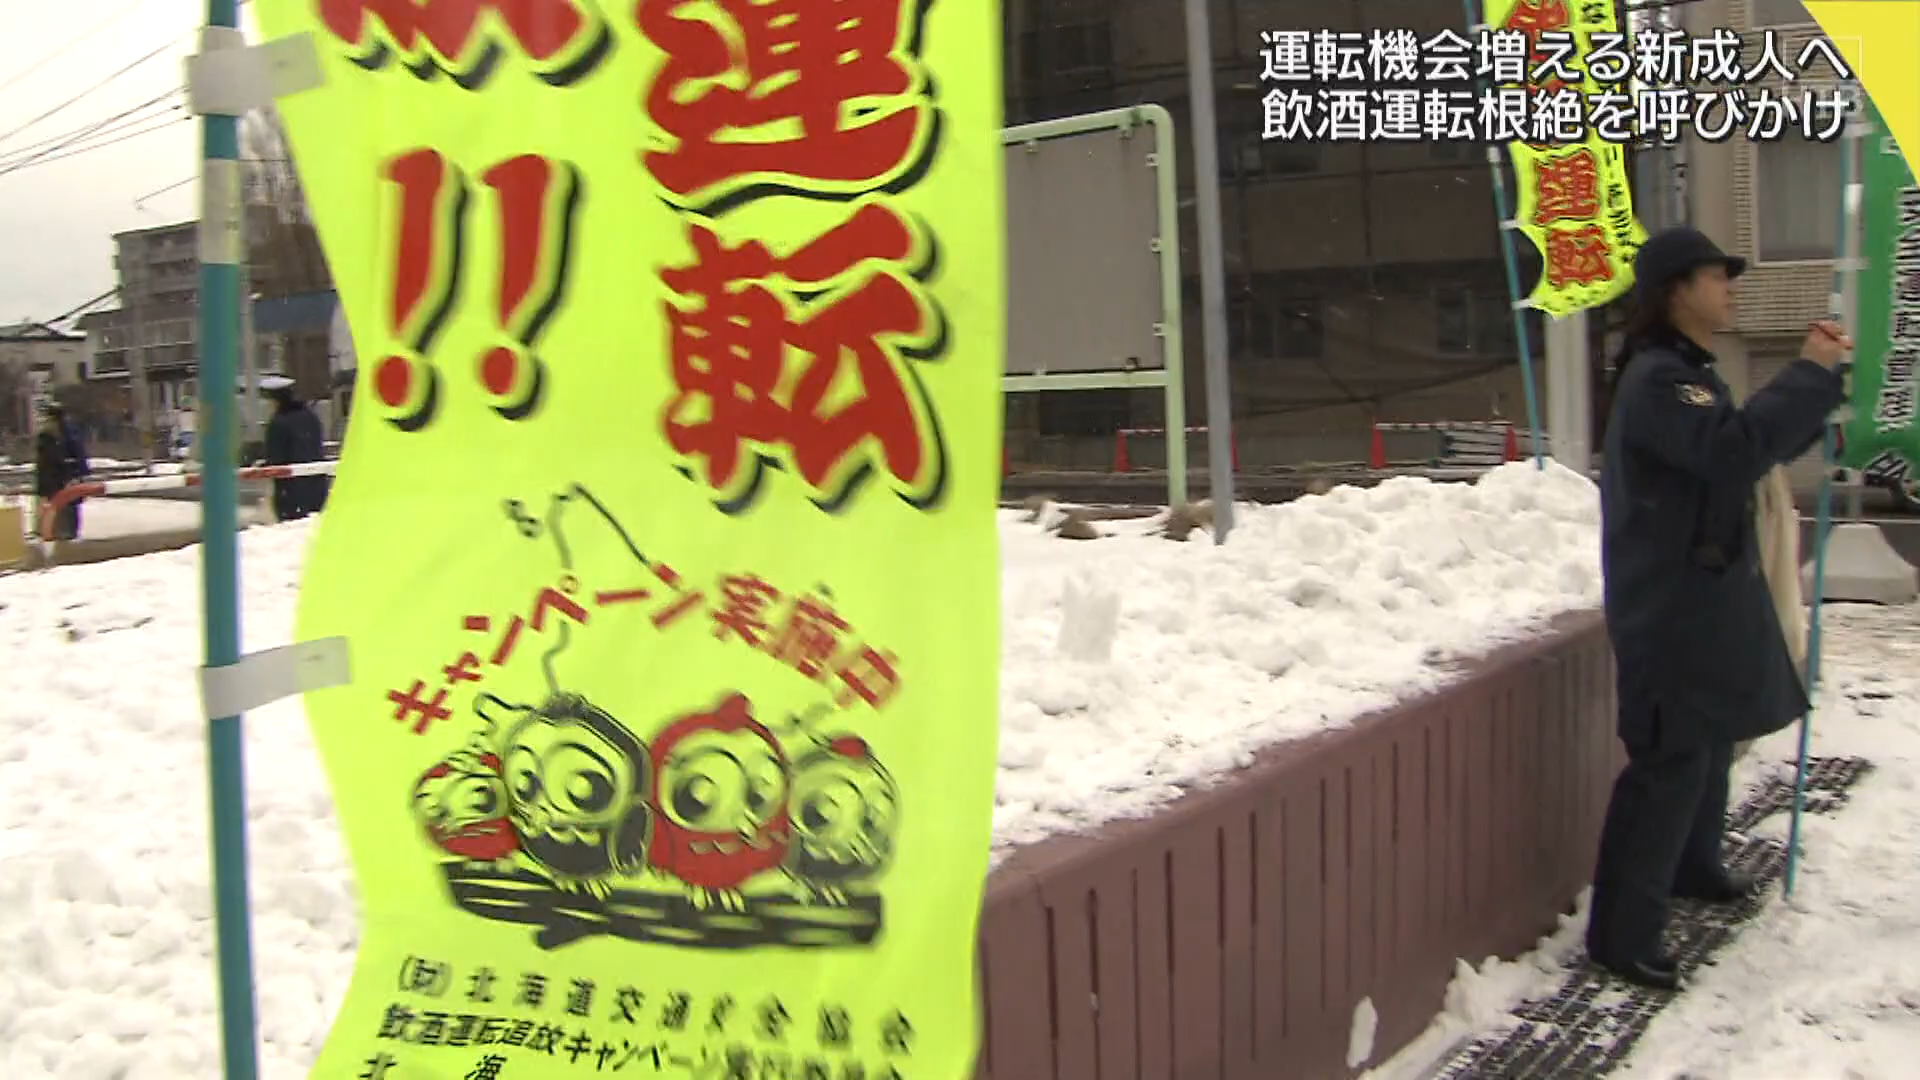 運転機会増える新成人へ
飲酒運転根絶を呼びかけ
運転
!!
キャンペーン実施中
(財)北海道交通安全協会
飲酒運転追放キャンペーン
北海
運転